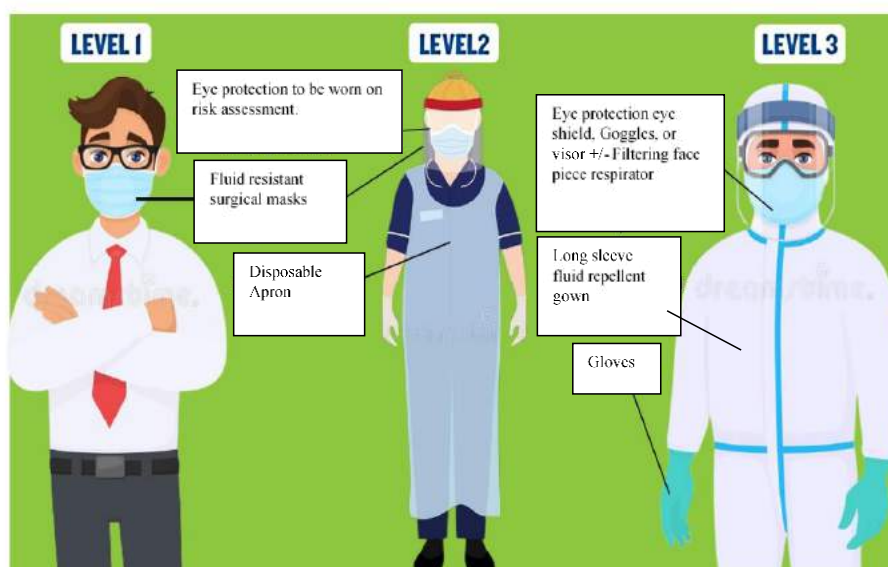 LEVEL 1
LEVEL2
LEVEL 3
Eye protection to be worn on
risk assessment.
Fluid resistant
surgical masks
Disposable
Apron
Eye protection eye
shield, Goggles, or
visor +/- Filtering face
piece respirator
Long sleeve
fluid repellent
gown
Gloves
dreamstime.